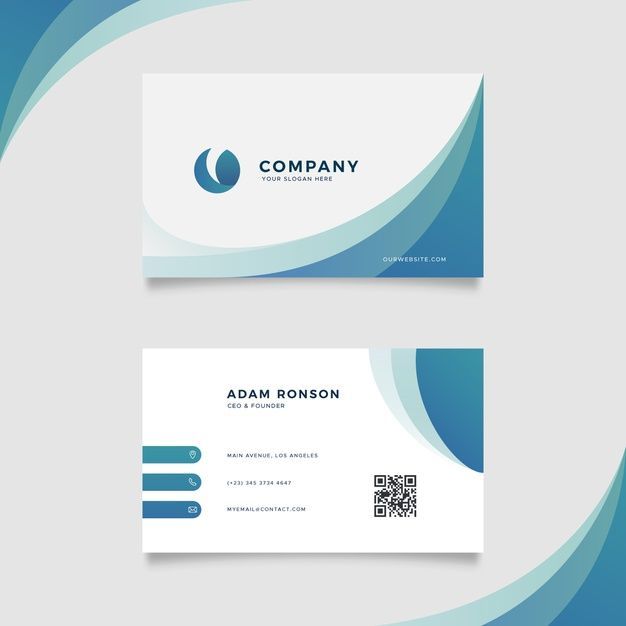 COMPANY
YOUR SLOGAN HERE
OURWEBSITE.COM
ADAM RONSON
CEO & FOUNDER
MAIN AVENUE, LOS ANGELES
(+23) 345 3734 4647
MYEMAIL@CONTACT.COM